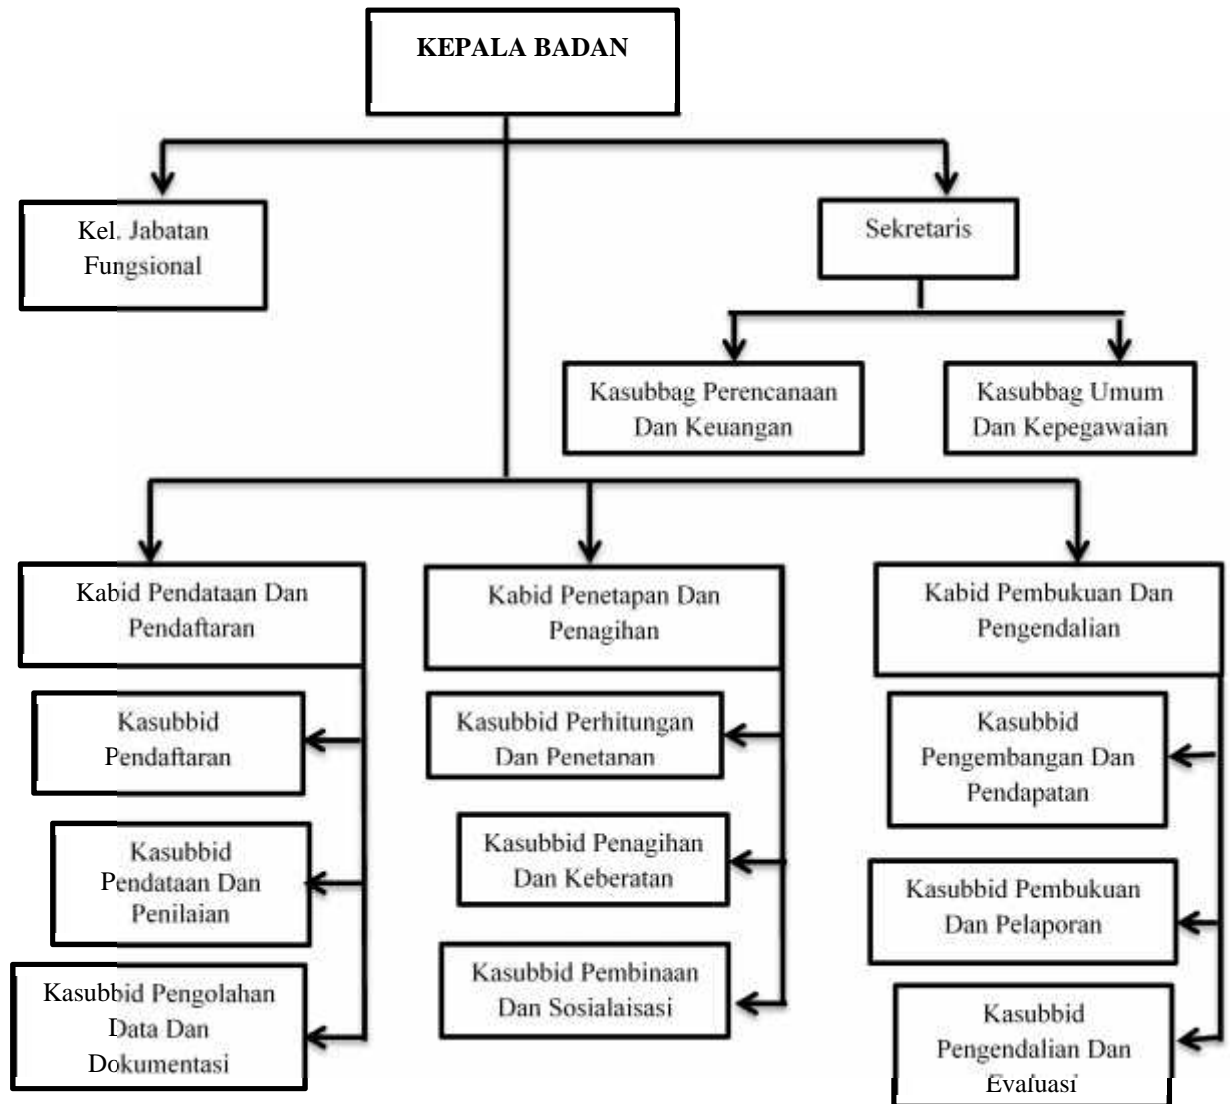 KEPALA BADAN
Kel. Jabatan
Fungsional
Sekretaris
Kasubbag Perencanaan
Dan Keuangan
Kasubbag Umum
Dan Kepegawaian
Kabid Pendataan Dan
Pendaftaran
Kabid Penetapan Dan
Penagihan
Kabid Pembukuan Dan
Pengendalian
Kasubbid
Pendaftaran
Kasubbid
Pendataan Dan
Penilaian
Kasubbid Pengolahan
Data Dan
Dokumentasi
Kasubbid Perhitungan
Dan Penetanan
Kasubbid Penagihan
Dan Keberatan
Kasubbid Pembinaan
Dan Sosialaisasi
Kasubbid
Pengembangan Dan
Pendapatan
Kasubbid Pembukuan
Dan Pelaporan
Kasubbid
Pengendalian Dan
Evaluasi